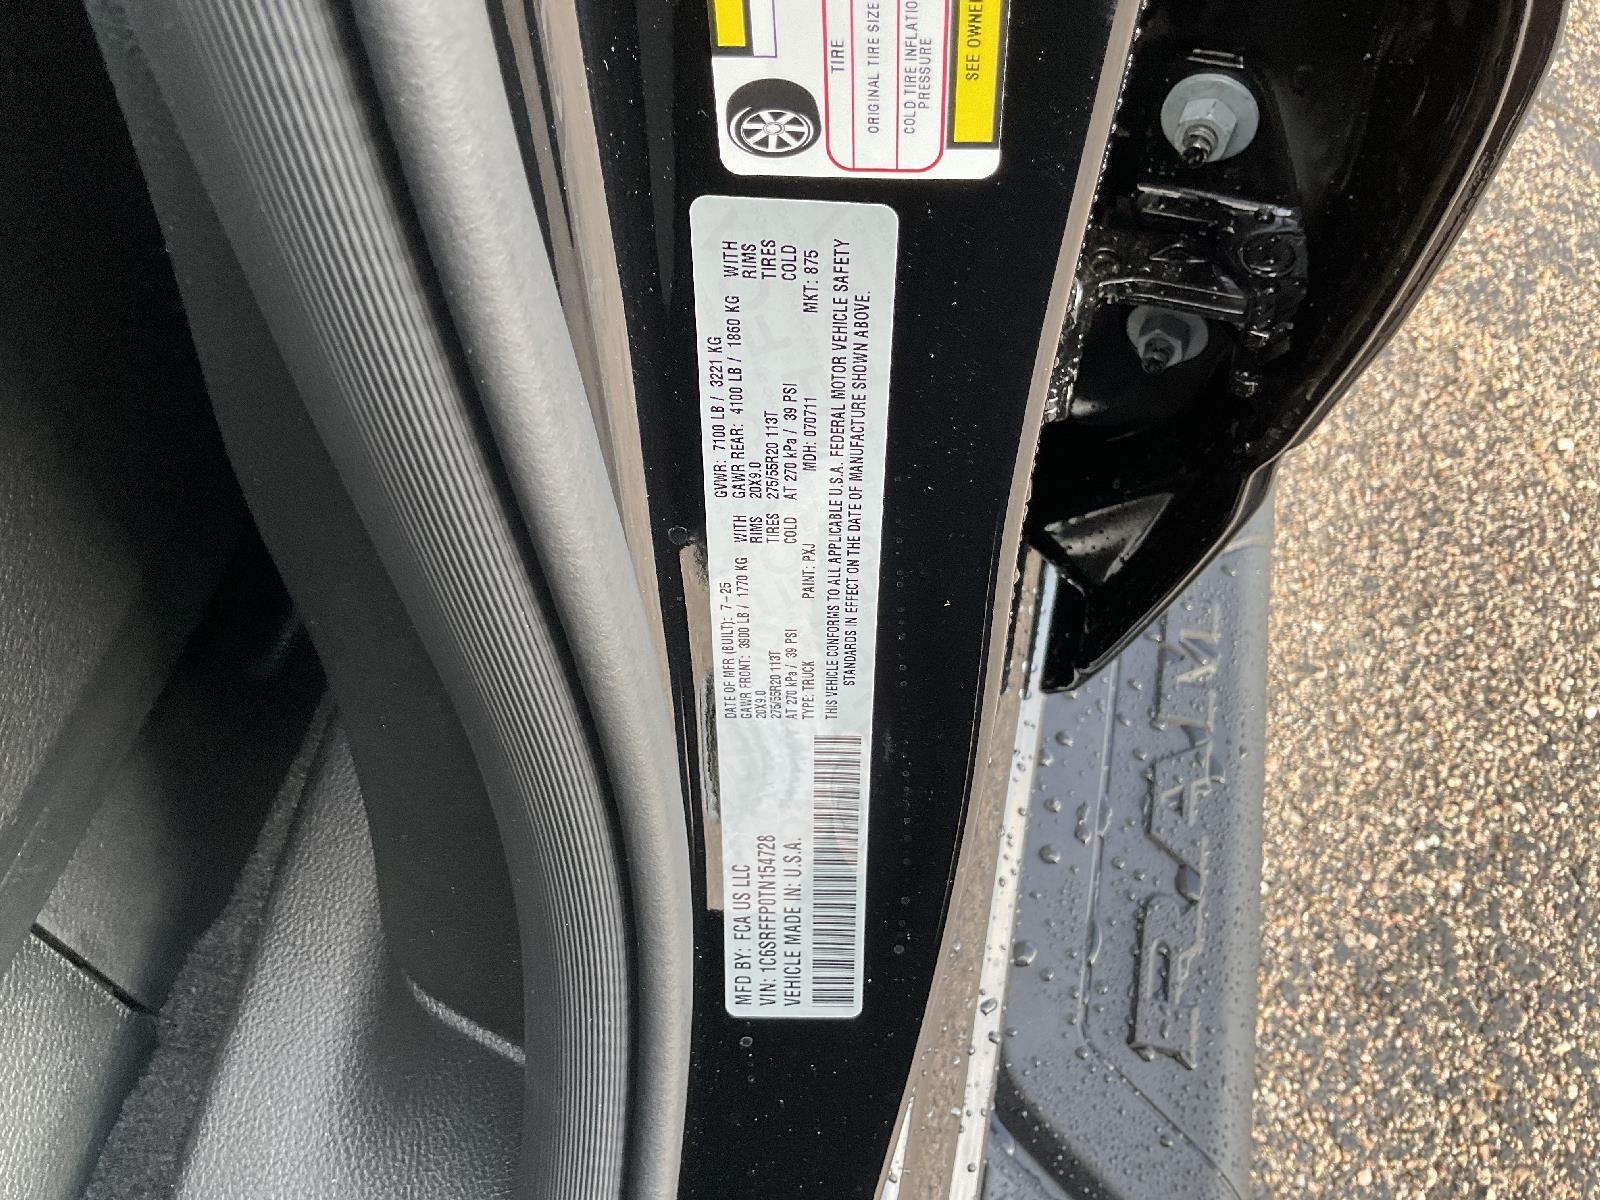 TIRE
ORIGINAL TIRE SIZE
COLD TIRE INFLATIO
PRESSURE
SEE OWNE
MFD BY: FCA US LLC
VIN: 1C6SRFFP0TN154728
VEHICLE MADE IN: U.S.A.
DATE OF MFR (BUILT): 7-25 GVWR: 7100 LB / 3221 KG
GAWR FRONT: 3900 LB / 1770 KG WITH GAWR REAR: 4100 LB / 1860 KG WITH
20X9.0 RIMS 20X9.0 RIMS
275/55R20 113T TIRES 275/55R20 113T TIRES
AT 270 kPa / 39 PSI COLD AT 270 kPa / 39 PSI COLD
TYPE: TRUCK PAINT: PXJ MDH: 070711 MKT: 875
THIS VEHICLE CONFORMS TO ALL APPLICABLE U.S.A. FEDERAL MOTOR VEHICLE SAFETY
STANDARDS IN EFFECT ON THE DATE OF MANUFACTURE SHOWN ABOVE.
RAM